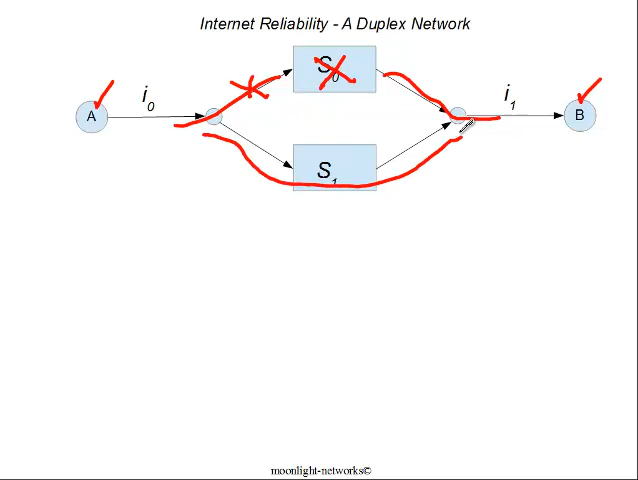 Internet Reliability - A Duplex Network
S0
A
i0
i1
B
S1
moonlight-networks©